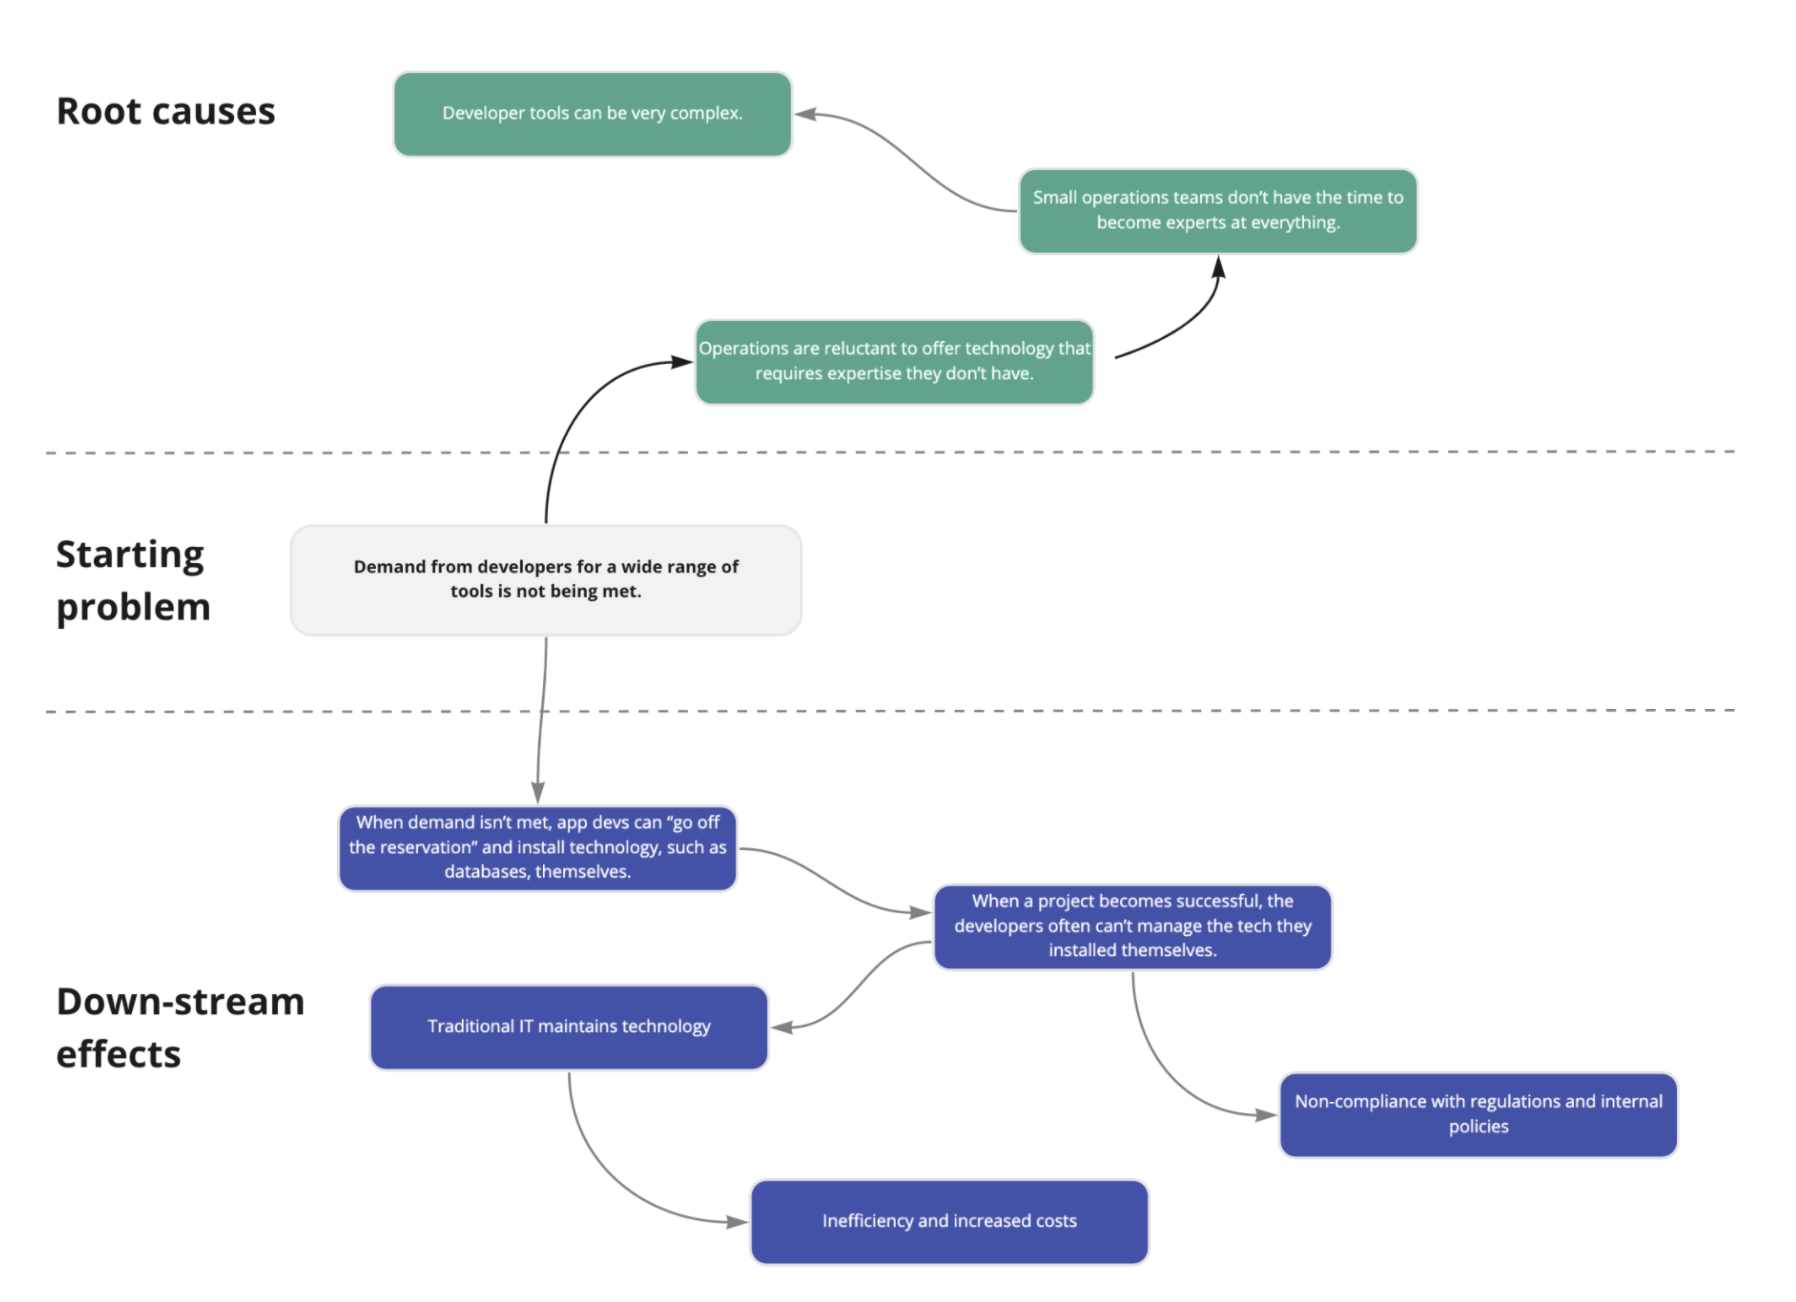 Root causes
Developer tools can be very complex.
Small operations teams don’t have the time to
become experts at everything.
Operations are reluctant to offer technology that
requires expertise they don’t have.
Starting
problem
Demand from developers for a wide range of
tools is not being met.
When demand isn’t met, app devs can “go off
the reservation” and install technology, such as
databases, themselves.
When a project becomes successful, the
developers often can’t manage the tech they
installed themselves.
Down-stream
effects
Traditional IT maintains technology
Non-compliance with regulations and internal
policies
Inefficiency and increased costs